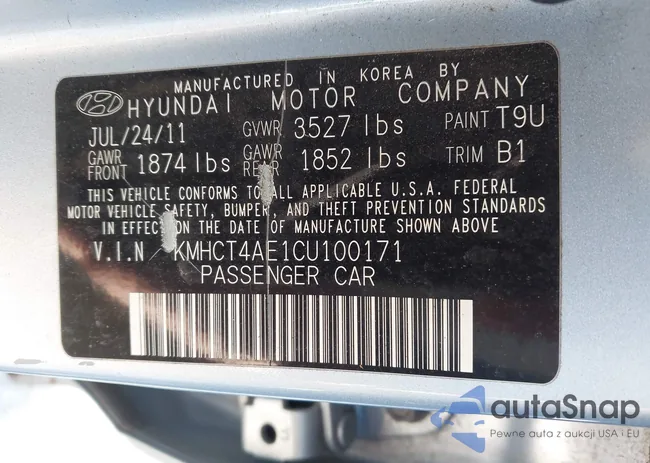 MANUFACTURED IN KOREA BY
HYUNDAI MOTOR COMPANY
JUL/24/11 GVWR 3527 lbs PAINT T9U
GAWR FRONT 1874 lbs GAWR REAR 1852 lbs TRIM B1
THIS VEHICLE CONFORMS TO ALL APPLICABLE U.S.A. FEDERAL
MOTOR VEHICLE SAFETY, BUMPER, AND THEFT PREVENTION STANDARDS
IN EFFECT ON THE DATE OF MANUFACTURE SHOWN ABOVE
V.I.N KMHCT4AE1CU100171
PASSENGER CAR
autaSnap
Pewne auta z aukcji USA i EU